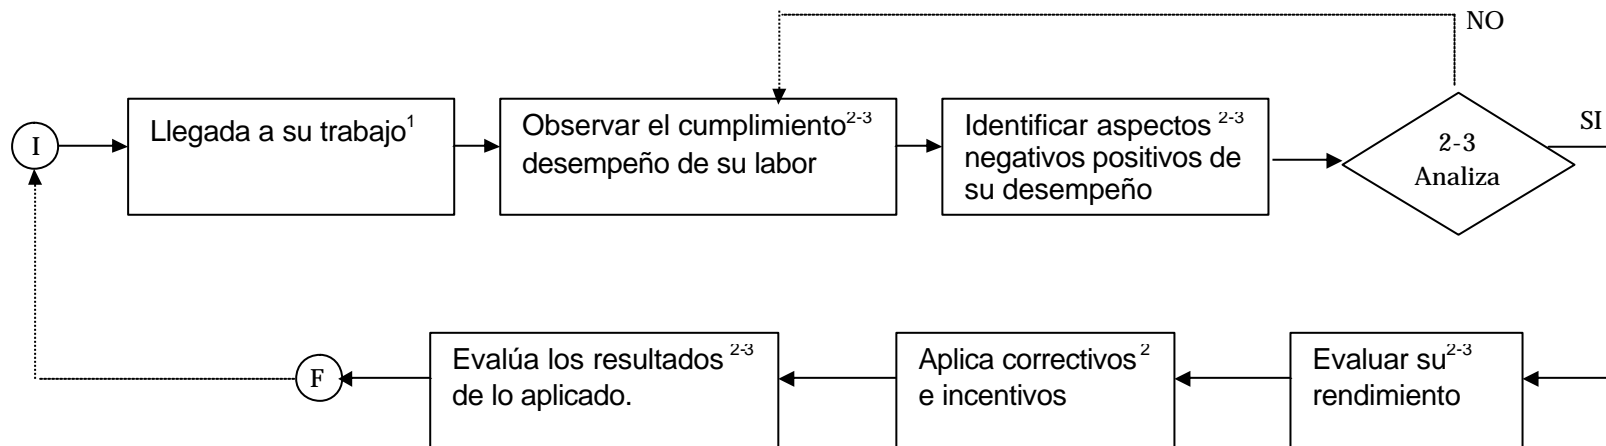 NO
I
Llegada a su trabajo¹
Observar el cumplimiento²⁻³
desempeño de su labor
Identificar aspectos ²⁻³
negativos positivos de
su desempeño
2-3
Analiza
SI
F
Evalúa los resultados ²⁻³
de lo aplicado.
Aplica correctivos ²
e incentivos
Evaluar su²⁻³
rendimiento